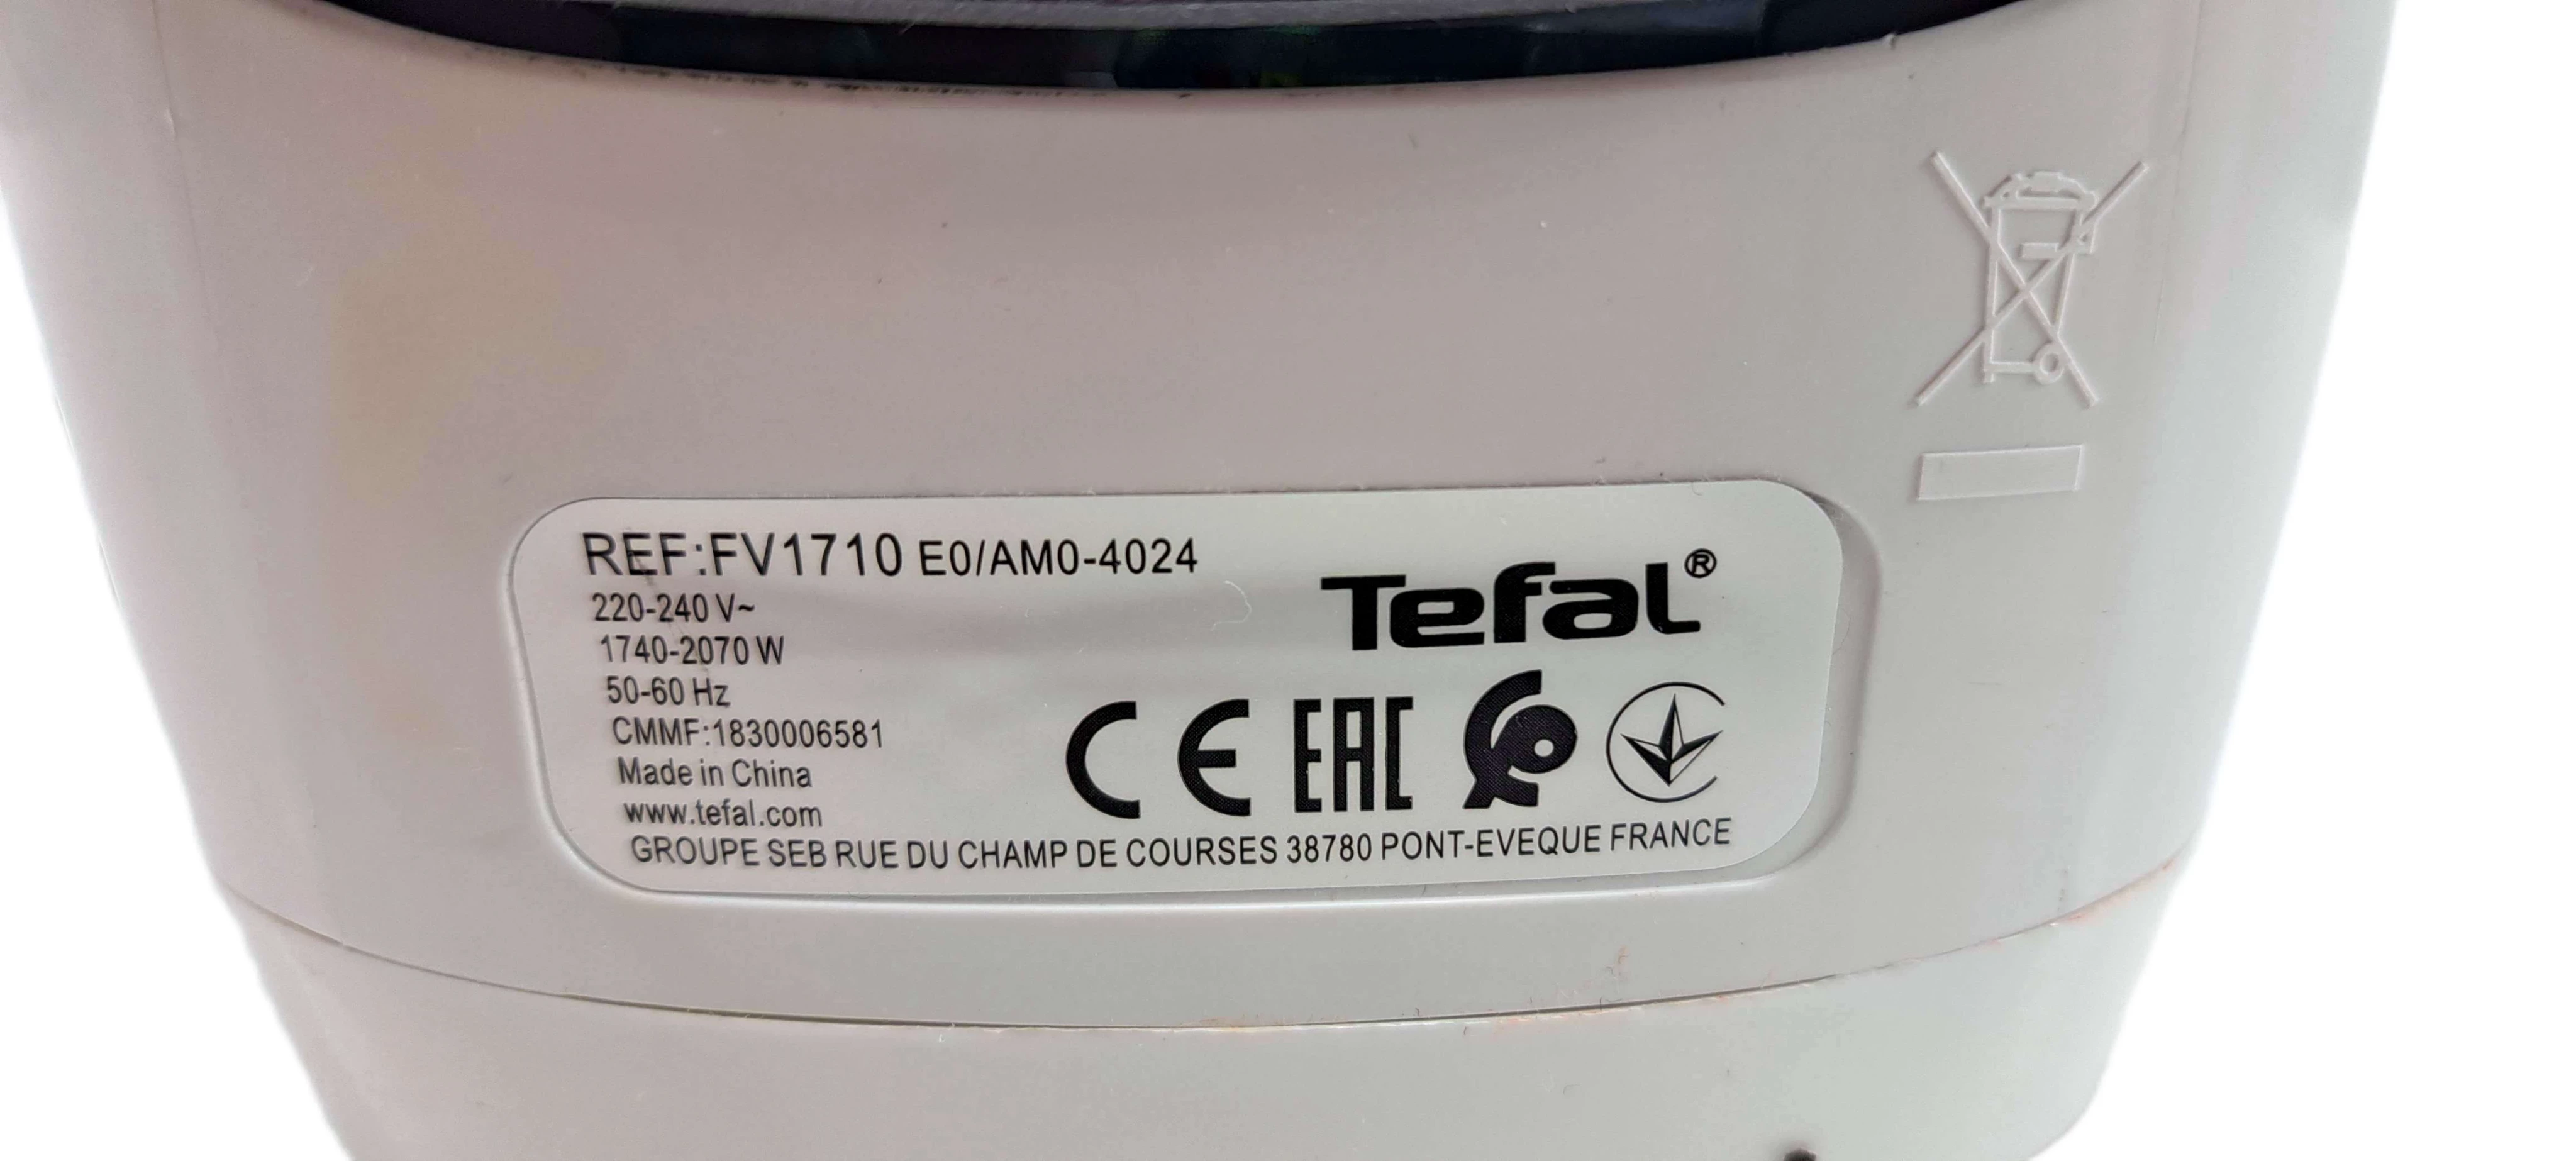 REF:FV1710 E0/AM0-4024
220-240 V~
1740-2070 W
50-60 Hz
CMMF:1830006581
Made in China
www.tefal.com
Tefal®
CE EAC
GROUPE SEB RUE DU CHAMP DE COURSES 38780 PONT-EVEQUE FRANCE